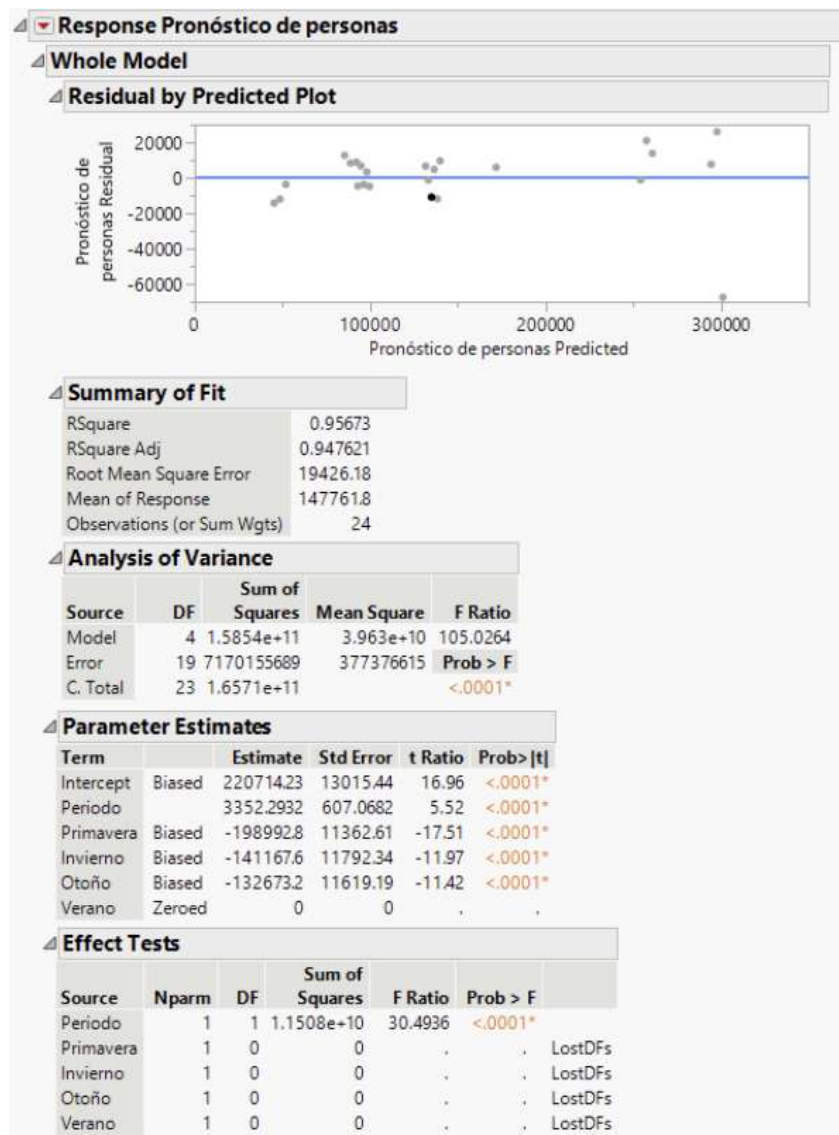 Response Pronóstico de personas
Whole Model
Residual by Predicted Plot
Pronóstico de
personas Residual
20000
0
-20000
-40000
-60000
0 100000 200000 300000
Pronóstico de personas Predicted
Summary of Fit
RSquare 0.95673
RSquare Adj 0.947621
Root Mean Square Error 19426.18
Mean of Response 147761.8
Observations (or Sum Wgts) 24
Analysis of Variance
Sum of
Source DF Squares Mean Square F Ratio
Model 4 1.5854e+11 3.963e+10 105.0264
Error 19 7170155689 377376615 Prob > F
C. Total 23 1.6571e+11 <.0001*
Parameter Estimates
Term Estimate Std Error t Ratio Prob>|t|
Intercept Biased 220714.23 13015.44 16.96 <.0001*
Periodo 3352.2932 607.0682 5.52 <.0001*
Primavera Biased -198992.8 11362.61 -17.51 <.0001*
Invierno Biased -141167.6 11792.34 -11.97 <.0001*
Otoño Biased -132673.2 11619.19 -11.42 <.0001*
Verano Zeroed 0 0 . .
Effect Tests
Sum of
Source Nparm DF Squares F Ratio Prob > F
Periodo 1 1 1.1508e+10 30.4936 <.0001*
Primavera 1 0 0 . . LostDFs
Invierno 1 0 0 . . LostDFs
Otoño 1 0 0 . . LostDFs
Verano 1 0 0 . . LostDFs